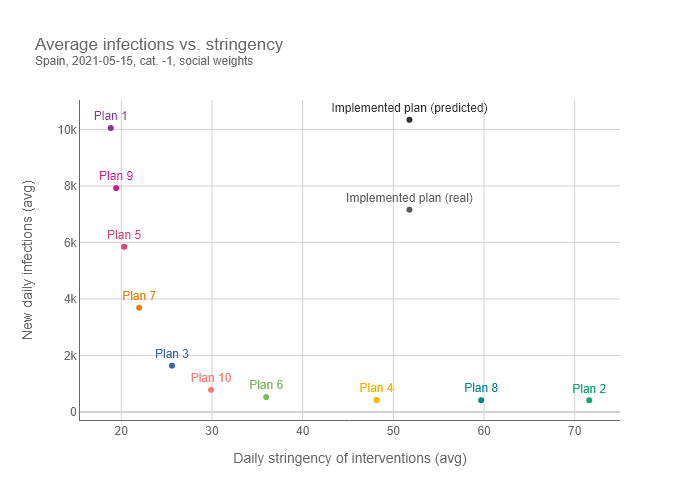 Average infections vs. stringency
Spain, 2021-05-15, cat. -1, social weights
Implemented plan (predicted)
Plan 1
10k
Plan 9
8k
Implemented plan (real)
Plan 5
6k
Plan 7
4k
Plan 3
2k
Plan 10
Plan 6
Plan 4
Plan 8
Plan 2
0
20 30 40 50 60 70
Daily stringency of interventions (avg)
New daily infections (avg)